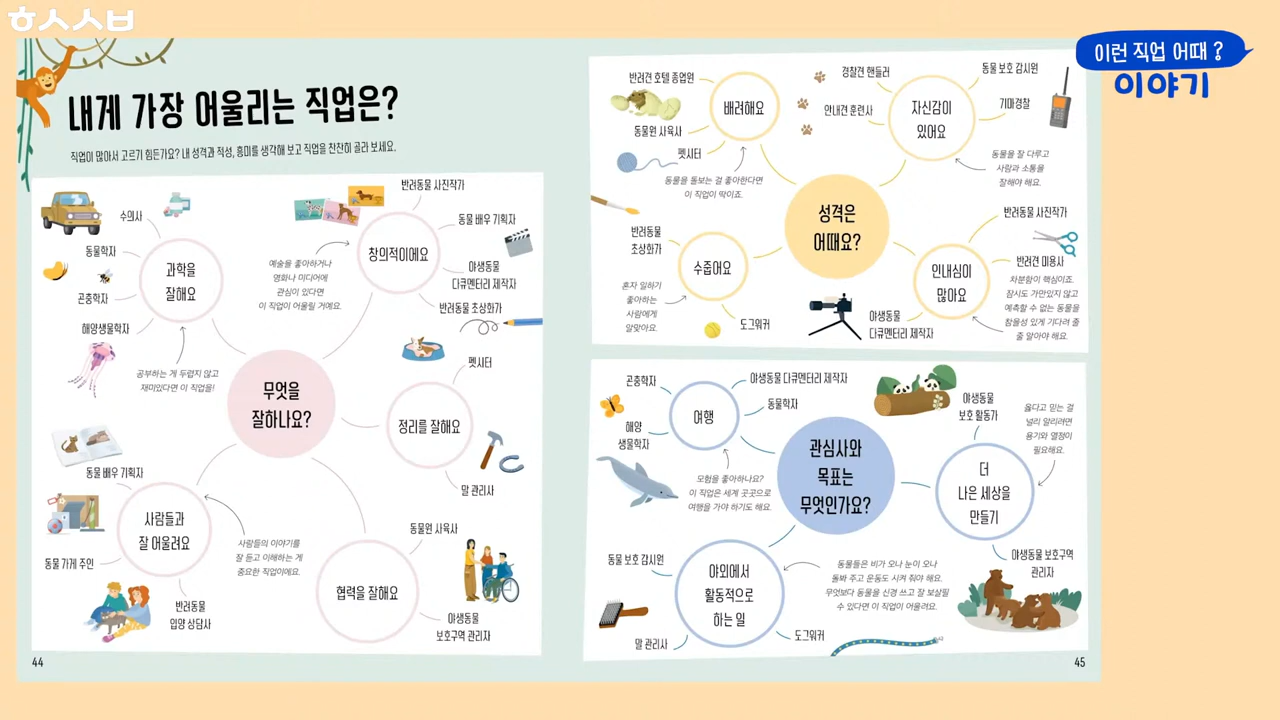 ㅎㅅㅅㅂ
이런 직업 어때 ?
이야기
내게 가장 어울리는 직업은?
직업이 많아서 고르기 힘든가요? 내 성격과 적성, 흥미를 생각해 보고 직업을 찬찬히 골라 보세요.
무엇을
잘하나요?
과학을
잘해요
수의사
동물학자
곤충학자
해양생물학자
공부하는 게 두렵지 않고
재미있다면 이 직업을!
창의적이에요
반려동물 사진작가
동물 배우 기획자
야생동물
다큐멘터리 제작자
반려동물 초상화가
예술을 좋아하거나
영화나 미디어에
관심이 있다면
이 직업이 어울릴 거예요.
정리를 잘해요
펫시터
말 관리사
사람들과
잘 어울려요
동물 배우 기획자
동물 가게 주인
반려동물
입양 상담사
사람들의 이야기를
잘 듣고 이해하는 게
중요한 직업이에요.
협력을 잘해요
동물원 사육사
야생동물
보호구역 관리자
44
성격은
어때요?
배려해요
반려견 호텔 종업원
동물원 사육사
펫시터
동물을 돌보는 걸 좋아한다면
이 직업이 딱이죠.
자신감이
있어요
경찰견 핸들러
안내견 훈련사
동물 보호 감시원
기마경찰
동물을 잘 다루고
사람과 소통을
잘해야 해요.
수줍어요
반려동물
초상화가
혼자 일하기
좋아하는
사람에게
알맞아요.
도그워커
인내심이
많아요
반려동물 사진작가
반려견 미용사
야생동물
다큐멘터리 제작자
차분함이 핵심이죠.
잠시도 가만있지 않고
예측할 수 없는 동물을
참을성 있게 기다려 줄
줄 알아야 해요.
관심사와
목표는
무엇인가요?
여행
곤충학자
야생동물 다큐멘터리 제작자
동물학자
해양
생물학자
모험을 좋아하나요?
이 직업은 세계 곳곳으로
여행을 가야 하기도 해요.
더
나은 세상을
만들기
야생동물
보호 활동가
옳다고 믿는 걸
널리 알리려면
용기와 열정이
필요해요.
야생동물 보호구역
관리자
야외에서
활동적으로
하는 일
동물 보호 감시원
말 관리사
도그워커
동물들은 비가 오나 눈이 오나
돌봐 주고 운동도 시켜 줘야 해요.
무엇보다 동물을 신경 쓰고 잘 보살필
수 있다면 이 직업이 어울려요.
45